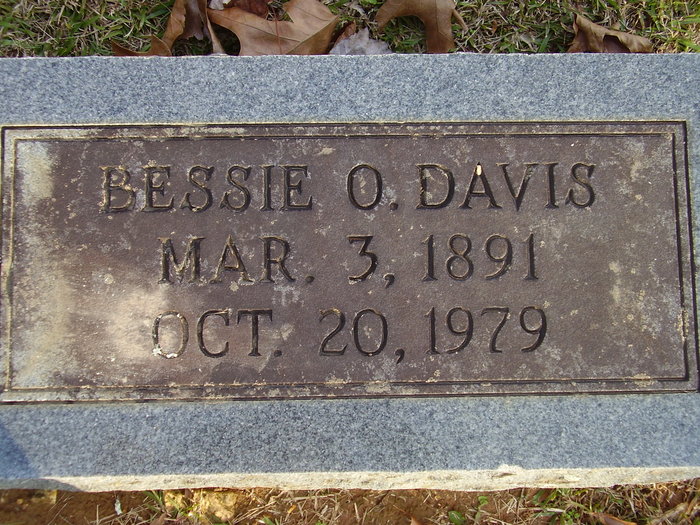 BESSIE O. DAVIS
MAR. 3, 1891
OCT. 20, 1979